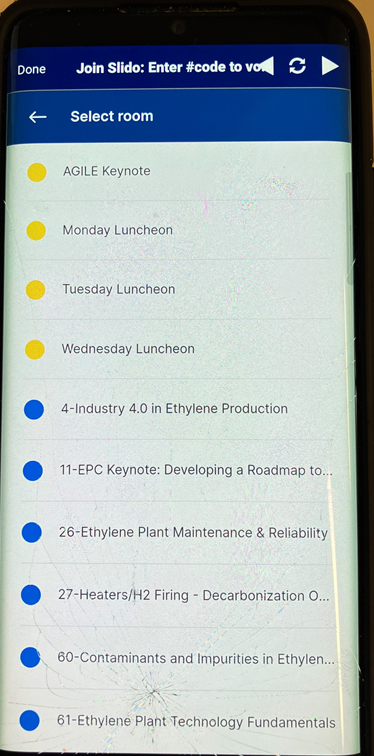 Done
Join Slido: Enter #code to vo
Select room
AGILE Keynote
Monday Luncheon
Tuesday Luncheon
Wednesday Luncheon
4-Industry 4.0 in Ethylene Production
11-EPC Keynote: Developing a Roadmap to...
26-Ethylene Plant Maintenance & Reliability
27-Heaters/H2 Firing - Decarbonization O...
60-Contaminants and Impurities in Ethylen...
61-Ethylene Plant Technology Fundamentals